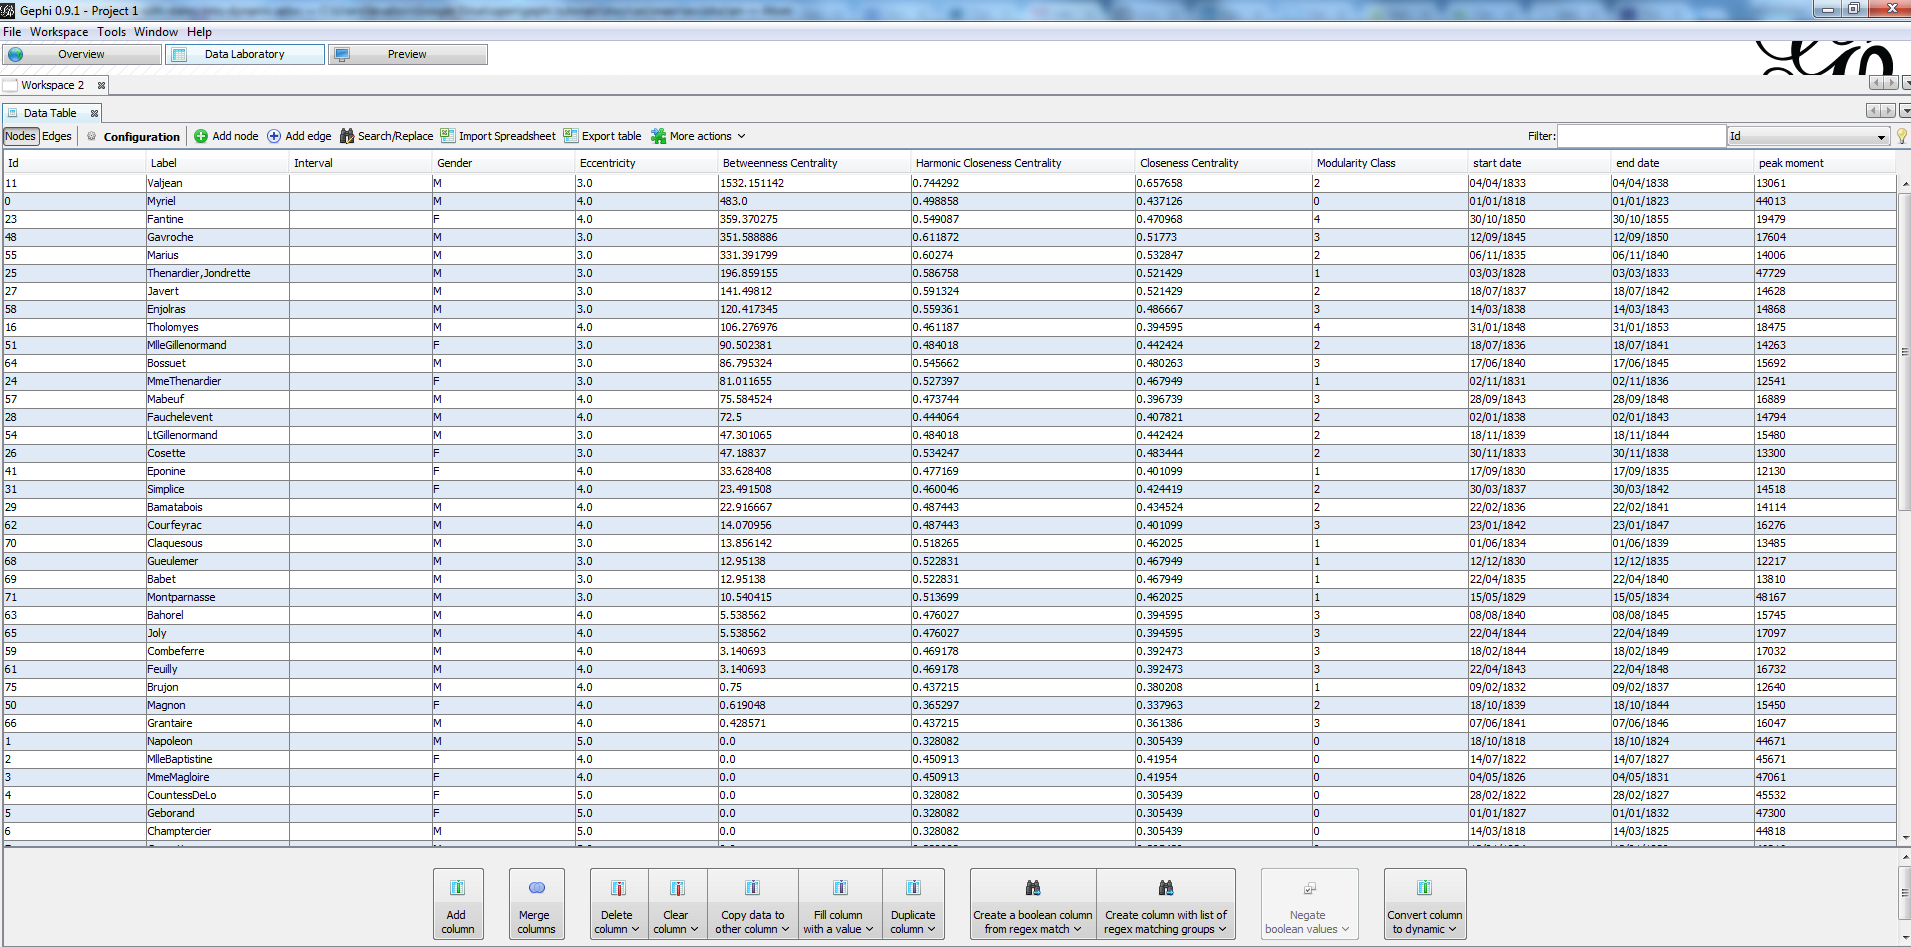 Gephi 0.9.1 - Project 1
File Workspace Tools Window Help
Overview Data Laboratory Preview
Workspace 2
Data Table
Nodes Edges Configuration Add node Add edge Search/Replace Import Spreadsheet Export table More actions Filter: Id
Id Label Interval Gender Eccentricity Betweenness Centrality Harmonic Closeness Centrality Closeness Centrality Modularity Class start date end date peak moment
11 Valjean M 3.0 1532.151142 0.744292 0.657658 2 04/04/1833 04/04/1838 13061
0 Myriel M 4.0 483.0 0.498858 0.437126 0 01/01/1818 01/01/1823 44013
23 Fantine F 4.0 359.370275 0.549087 0.470968 4 30/10/1850 30/10/1855 19479
48 Gavroche M 3.0 351.588886 0.611872 0.51773 3 12/09/1845 12/09/1850 17604
55 Marius M 3.0 331.391799 0.60274 0.532847 2 06/11/1835 06/11/1840 14006
25 Thenardier,Jondrette M 3.0 196.859155 0.586758 0.521429 1 03/03/1828 03/03/1833 47729
27 Javert M 3.0 141.49812 0.591324 0.521429 2 18/07/1837 18/07/1842 14628
58 Enjolras M 3.0 120.417345 0.559361 0.486667 3 14/03/1838 14/03/1843 14868
16 Tholomyes M 4.0 106.276976 0.461187 0.394595 4 31/01/1848 31/01/1853 18475
51 MlleGillenormand F 3.0 90.502381 0.484018 0.442424 2 18/07/1836 18/07/1841 14263
64 Bossuet M 3.0 86.795324 0.545662 0.480263 3 17/06/1840 17/06/1845 15692
24 MmeThenardier F 3.0 81.011655 0.527397 0.467949 1 02/11/1831 02/11/1836 12541
57 Mabeuf M 4.0 75.584524 0.473744 0.396739 3 28/09/1843 28/09/1848 16889
28 Fauchelevent M 4.0 72.5 0.444064 0.407821 2 02/01/1838 02/01/1843 14794
54 LtGillenormand M 3.0 47.301065 0.484018 0.442424 2 18/11/1839 18/11/1844 15480
26 Cosette F 3.0 47.18837 0.534247 0.483444 2 30/11/1833 30/11/1838 13300
41 Eponine M 4.0 33.628408 0.477169 0.401099 1 17/09/1830 17/09/1835 12130
31 Simplice F 4.0 23.491508 0.460046 0.424419 2 30/03/1837 30/03/1842 14518
29 Bamatabois M 4.0 22.916667 0.487443 0.434524 2 22/02/1836 22/02/1841 14114
62 Courfeyrac M 4.0 14.070956 0.487443 0.401099 3 23/01/1842 23/01/1847 16276
70 Claquesous M 3.0 13.856142 0.518265 0.462025 1 01/06/1834 01/06/1839 13485
68 Gueulemer M 3.0 12.95138 0.522831 0.467949 1 12/12/1830 12/12/1835 12217
69 Babet M 3.0 12.95138 0.522831 0.467949 1 22/04/1835 22/04/1840 13810
71 Montparnasse M 3.0 10.540415 0.513699 0.462025 1 15/05/1829 15/05/1834 48167
63 Bahorel M 4.0 5.538562 0.476027 0.394595 3 08/08/1840 08/08/1845 15745
65 Joly M 4.0 5.538562 0.476027 0.394595 3 22/04/1844 22/04/1849 17097
59 Combeferre M 4.0 3.140693 0.469178 0.392473 3 18/02/1844 18/02/1849 17032
61 Feuilly M 4.0 3.140693 0.469178 0.392473 3 22/04/1843 22/04/1848 16732
75 Brujon M 4.0 0.75 0.437215 0.380208 1 09/02/1832 09/02/1837 12640
50 Magnon F 4.0 0.619048 0.365297 0.337963 2 18/10/1839 18/10/1844 15450
66 Grantaire M 4.0 0.428571 0.437215 0.361386 3 07/06/1841 07/06/1846 16047
1 Napoleon M 5.0 0.0 0.328082 0.305439 0 18/10/1818 18/10/1824 44671
2 MlleBaptistine F 4.0 0.0 0.450913 0.41954 0 14/07/1822 14/07/1827 45671
3 MmeMagloire F 4.0 0.0 0.450913 0.41954 0 04/05/1826 04/05/1831 47061
4 CountessDeLo F 5.0 0.0 0.328082 0.305439 0 28/02/1822 28/02/1827 45532
5 Geborand F 5.0 0.0 0.328082 0.305439 0 01/01/1827 01/01/1832 47300
6 Champtercier M 5.0 0.0 0.328082 0.305439 0 14/03/1818 14/03/1825 44818
Add column
Merge columns
Delete column
Clear column
Copy data to other column
Fill column with a value
Duplicate column
Create a boolean column from regex match
Create column with list of regex matching groups
Negate boolean values
Convert column to dynamic